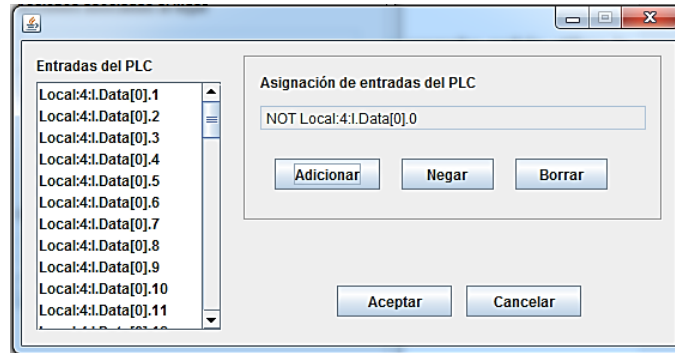 Entradas del PLC
Local:4:I.Data[0].1
Local:4:I.Data[0].2
Local:4:I.Data[0].3
Local:4:I.Data[0].4
Local:4:I.Data[0].5
Local:4:I.Data[0].6
Local:4:I.Data[0].7
Local:4:I.Data[0].8
Local:4:I.Data[0].9
Local:4:I.Data[0].10
Local:4:I.Data[0].11
Asignación de entradas del PLC
NOT Local:4:I.Data[0].0
Adicionar
Negar
Borrar
Aceptar
Cancelar